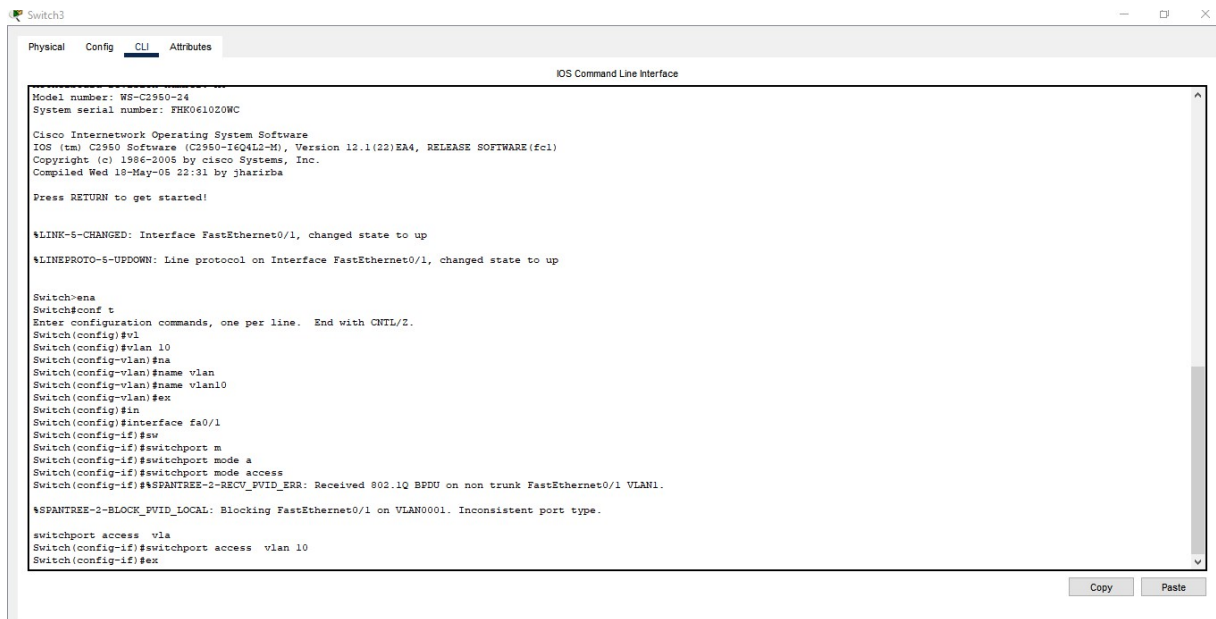 Switch3
Physical Config CLI Attributes
IOS Command Line Interface
Model number: WS-C2950-24
System serial number: FHK0610Z0WC
Cisco Internetwork Operating System Software
IOS (tm) C2950 Software (C2950-I6Q4L2-M), Version 12.1(22)EA4, RELEASE SOFTWARE(fc1)
Copyright (c) 1986-2005 by cisco Systems, Inc.
Compiled Wed 18-May-05 22:31 by jharirba
Press RETURN to get started!
%LINK-5-CHANGED: Interface FastEthernet0/1, changed state to up
%LINEPROTO-5-UPDOWN: Line protocol on Interface FastEthernet0/1, changed state to up
Switch>ena
Switch#conf t
Enter configuration commands, one per line. End with CNTL/Z.
Switch(config)#vl
Switch(config)#vlan 10
Switch(config-vlan)#na
Switch(config-vlan)#name vlan
Switch(config-vlan)#name vlan10
Switch(config-vlan)#ex
Switch(config)#in
Switch(config)#interface fa0/1
Switch(config-if)#sw
Switch(config-if)#switchport m
Switch(config-if)#switchport mode a
Switch(config-if)#switchport mode access
Switch(config-if)#%SPANTREE-2-RECV_PVID_ERR: Received 802.1Q BPDU on non trunk FastEthernet0/1 VLAN1.
%SPANTREE-2-BLOCK_PVID_LOCAL: Blocking FastEthernet0/1 on VLAN0001. Inconsistent port type.
switchport access vla
Switch(config-if)#switchport access vlan 10
Switch(config-if)#ex
Copy Paste